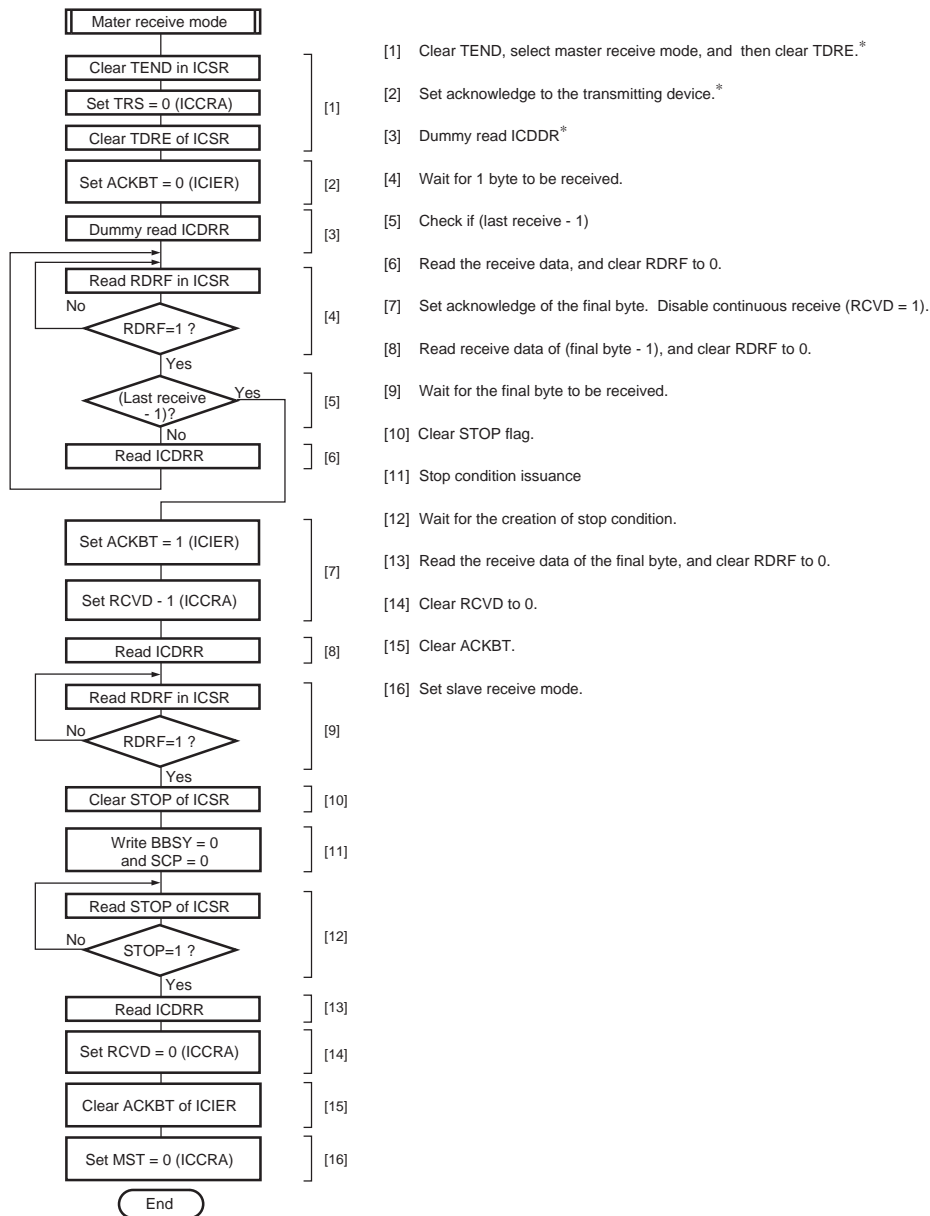 Mater receive mode
Clear TEND in ICSR
Set TRS = 0 (ICCRA)
Clear TDRE of ICSR
[1]
Set ACKBT = 0 (ICIER)
[2]
Dummy read ICDRR
[3]
Read RDRF in ICSR
No
RDRF=1 ?
[4]
Yes
(Last receive
- 1)?
Yes
[5]
No
Read ICDRR
[6]
Set ACKBT = 1 (ICIER)
Set RCVD - 1 (ICCRA)
[7]
Read ICDRR
[8]
Read RDRF in ICSR
No
RDRF=1 ?
[9]
Yes
Clear STOP of ICSR
[10]
Write BBSY = 0
and SCP = 0
[11]
Read STOP of ICSR
No
STOP=1 ?
[12]
Yes
Read ICDRR
[13]
Set RCVD = 0 (ICCRA)
[14]
Clear ACKBT of ICIER
[15]
Set MST = 0 (ICCRA)
[16]
End
[1] Clear TEND, select master receive mode, and then clear TDRE.*
[2] Set acknowledge to the transmitting device.*
[3] Dummy read ICDDR*
[4] Wait for 1 byte to be received.
[5] Check if (last receive - 1)
[6] Read the receive data, and clear RDRF to 0.
[7] Set acknowledge of the final byte. Disable continuous receive (RCVD = 1).
[8] Read receive data of (final byte - 1), and clear RDRF to 0.
[9] Wait for the final byte to be received.
[10] Clear STOP flag.
[11] Stop condition issuance
[12] Wait for the creation of stop condition.
[13] Read the receive data of the final byte, and clear RDRF to 0.
[14] Clear RCVD to 0.
[15] Clear ACKBT.
[16] Set slave receive mode.